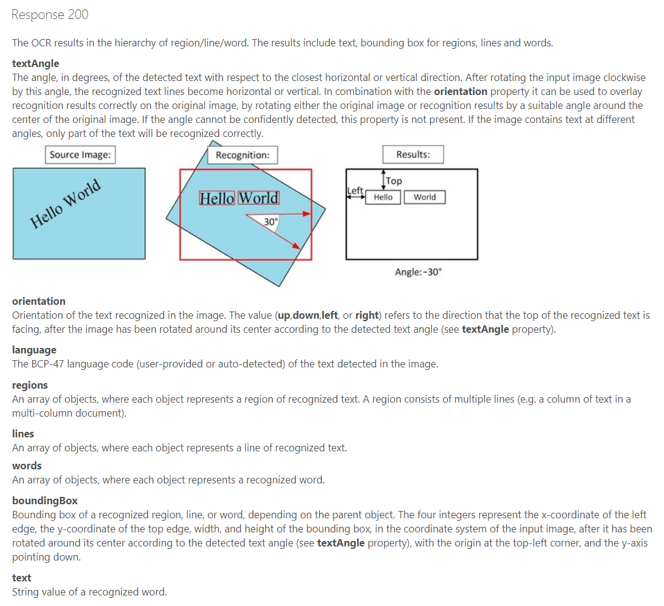 Response 200
The OCR results in the hierarchy of region/line/word. The results include text, bounding box for regions, lines and words.
textAngle
The angle, in degrees, of the detected text with respect to the closest horizontal or vertical direction. After rotating the input image clockwise
by this angle, the recognized text lines become horizontal or vertical. In combination with the orientation property it can be used to overlay
recognition results correctly on the original image, by rotating either the original image or recognition results by a suitable angle around the
center of the original image. If the angle cannot be confidently detected, this property is not present. If the image contains text at different
angles, only part of the text will be recognized correctly.
Source Image:
Hello World
Recognition:
Hello World
30°
Results:
Top
Left
Hello
World
Angle:-30°
orientation
Orientation of the text recognized in the image. The value (up,down,left, or right) refers to the direction that the top of the recognized text is
facing, after the image has been rotated around its center according to the detected text angle (see textAngle property).
language
The BCP-47 language code (user-provided or auto-detected) of the text detected in the image.
regions
An array of objects, where each object represents a region of recognized text. A region consists of multiple lines (e.g. a column of text in a
multi-column document).
lines
An array of objects, where each object represents a line of recognized text.
words
An array of objects, where each object represents a recognized word.
boundingBox
Bounding box of a recognized region, line, or word, depending on the parent object. The four integers represent the x-coordinate of the left
edge, the y-coordinate of the top edge, width, and height of the bounding box, in the coordinate system of the input image, after it has been
rotated around its center according to the detected text angle (see textAngle property), with the origin at the top-left corner, and the y-axis
pointing down.
text
String value of a recognized word.